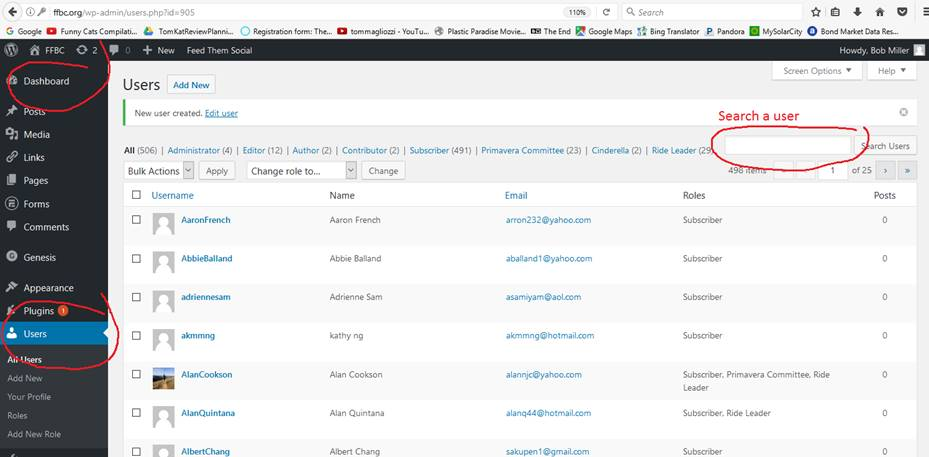 ffbc.org/wp-admin/users.php?id=905 110% Search
Google Funny Cats Compilati... TomKatReviewPlanni... Registration form: The... tommagliozzi - YouTu... Plastic Paradise Movie... The End Google Maps Bing Translator Pandora MySolarCity Bond Market Data Res...
FFBC 2 0 New Feed Them Social Howdy, Bob Miller
Dashboard
Posts
Media
Links
Pages
Forms
Comments
Genesis
Appearance
Plugins 1
Users
All Users
Add New
Your Profile
Roles
Add New Role
Screen Options Help
Users Add New
New user created. Edit user
Search a user
All (506) | Administrator (4) | Editor (12) | Author (2) | Contributor (2) | Subscriber (491) | Primavera Committee (23) | Cinderella (2) | Ride Leader (29)
Search Users
Bulk Actions Apply Change role to... Change 498 items 1 of 25 › »
Username Name Email Roles Posts
AaronFrench Aaron French arron232@yahoo.com Subscriber 0
AbbieBalland Abbie Balland aballand1@yahoo.com Subscriber 0
adriennesam Adrienne Sam asamiyam@aol.com Subscriber 0
akmmng kathy ng akmmng@hotmail.com Subscriber 0
AlanCookson Alan Cookson alannjc@yahoo.com Subscriber, Primavera Committee, Ride 0
Leader
AlanQuintana Alan Quintana alanq44@hotmail.com Subscriber, Ride Leader 0
AlbertChang Albert Chang sakupen1@gmail.com Subscriber 0